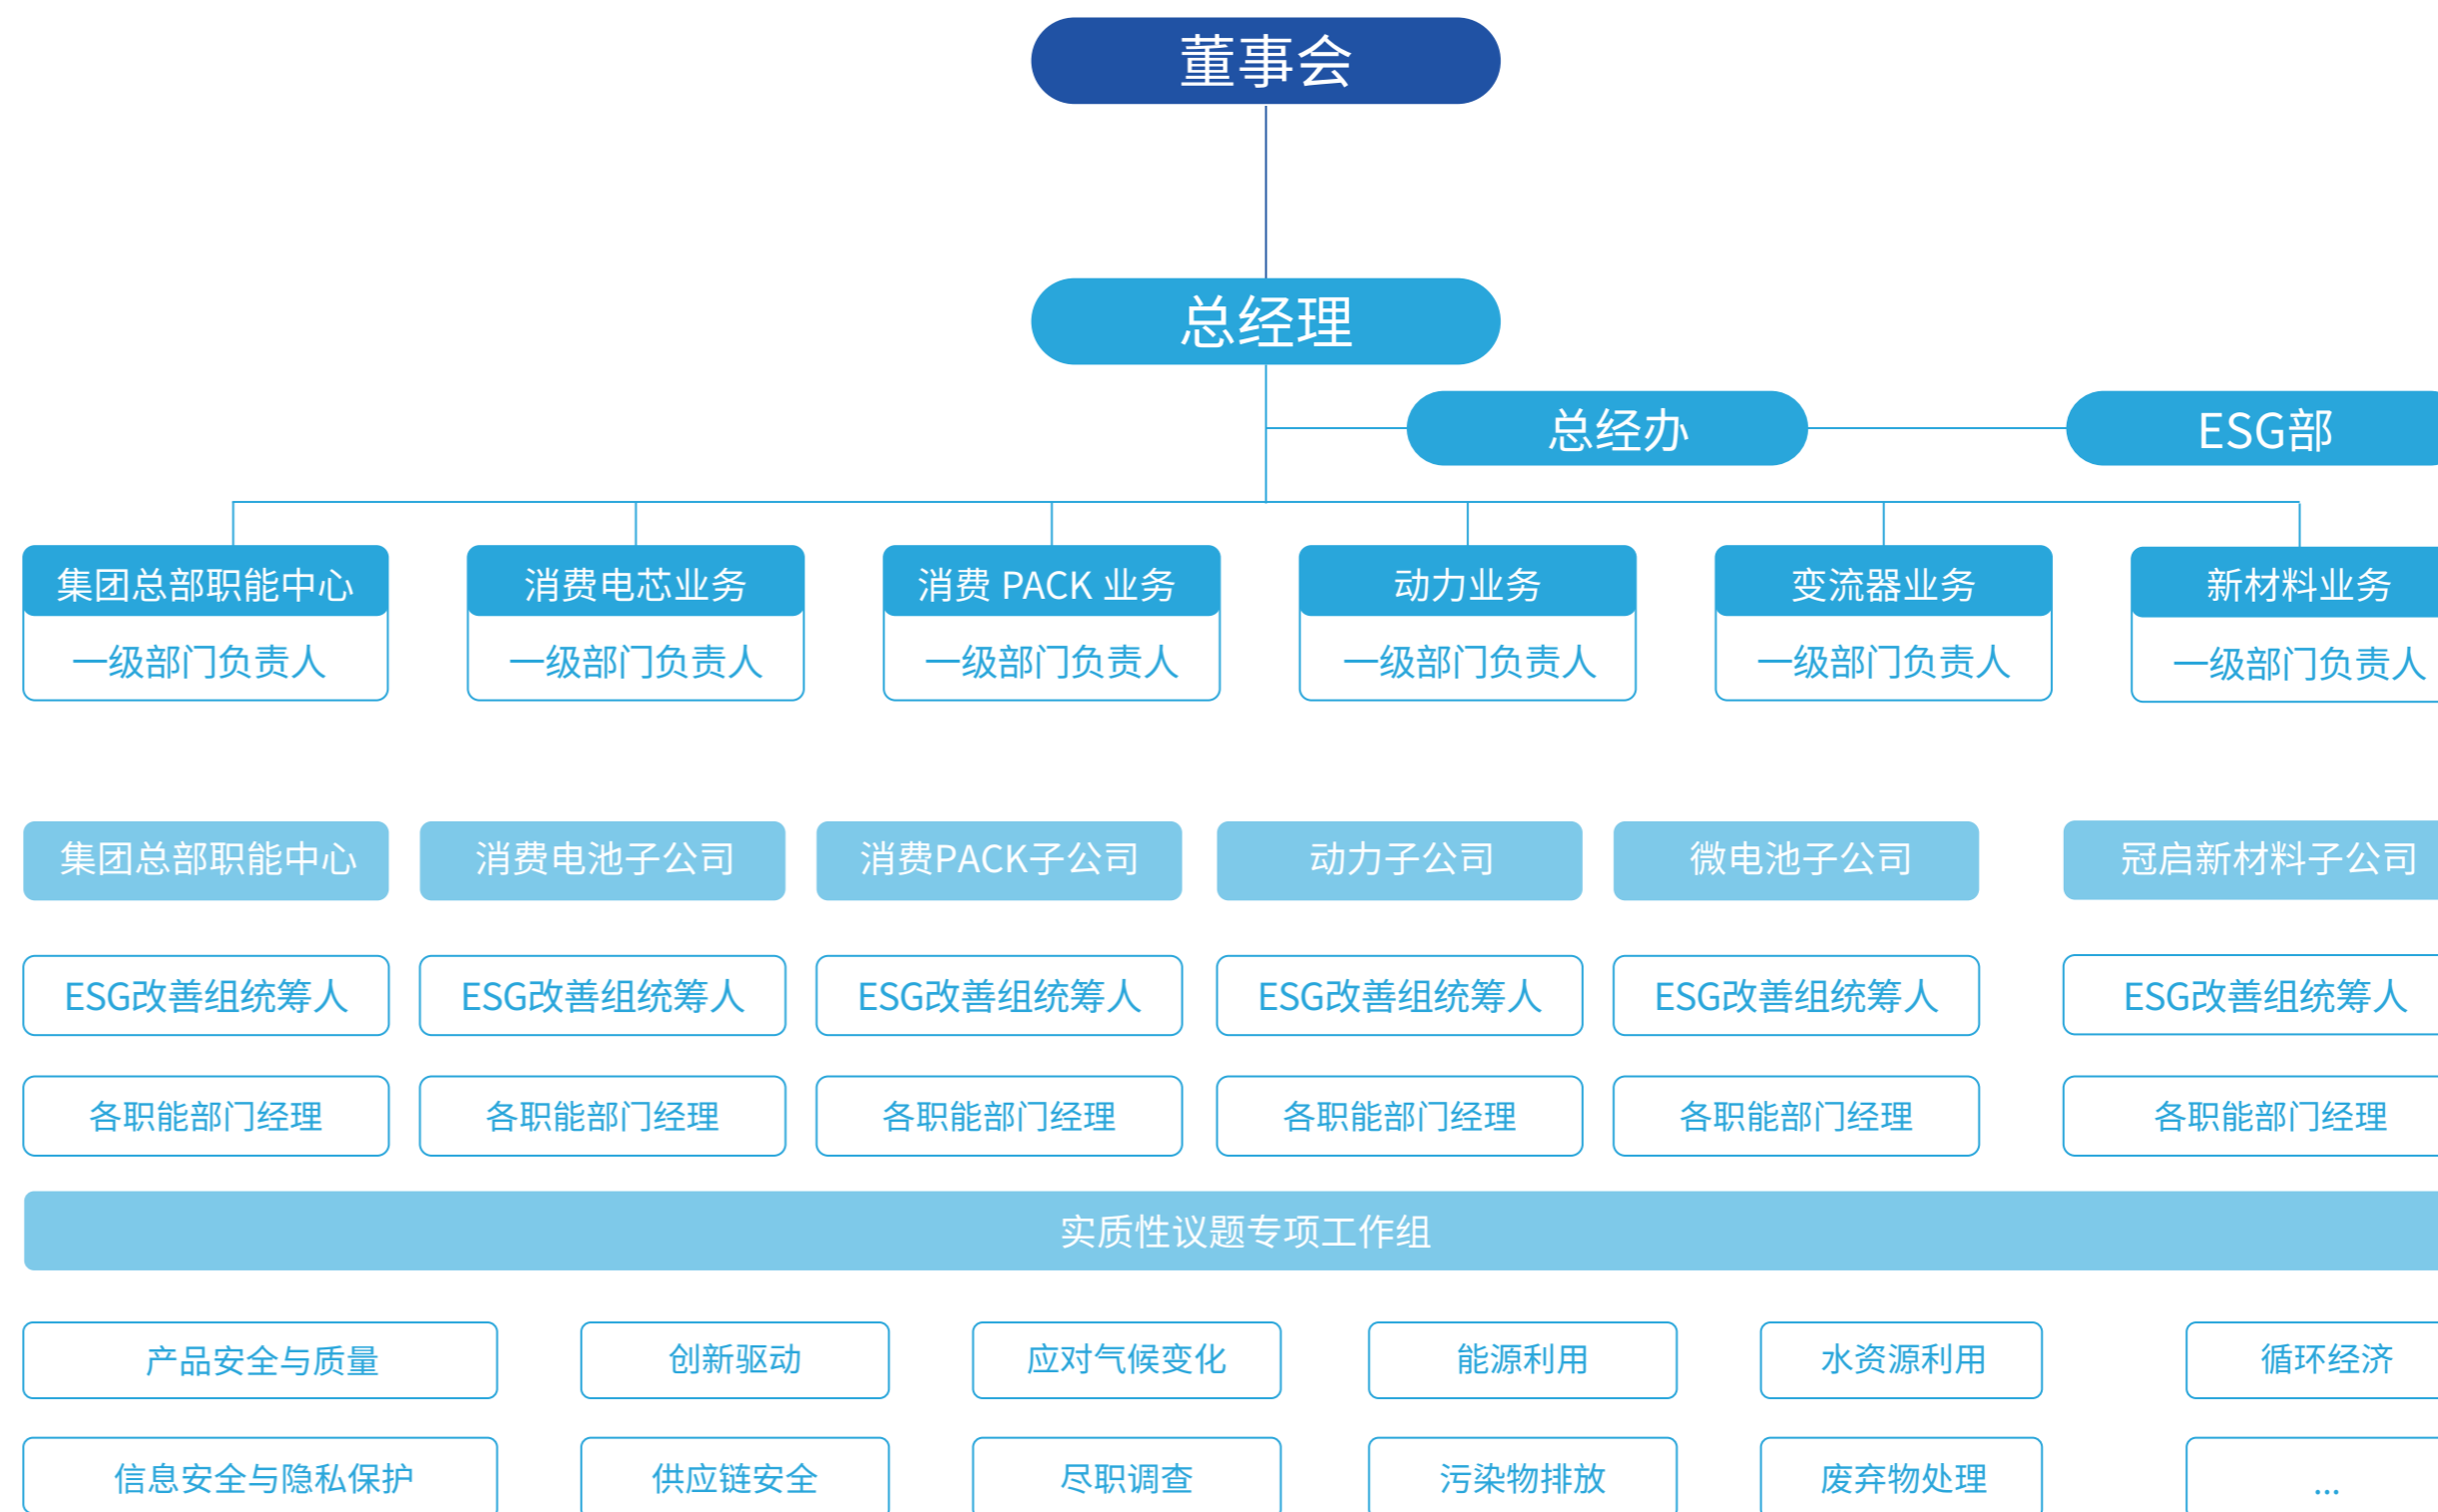 董事会
总经理
总经办
ESG部
集团总部职能中心
消费电芯业务
消费 PACK 业务
动力业务
变流器业务
新材料业务
一级部门负责人
一级部门负责人
一级部门负责人
一级部门负责人
一级部门负责人
一级部门负责人
集团总部职能中心
消费电池子公司
消费PACK子公司
动力子公司
微电池子公司
冠启新材料子公司
ESG改善组统筹人
ESG改善组统筹人
ESG改善组统筹人
ESG改善组统筹人
ESG改善组统筹人
ESG改善组统筹人
各职能部门经理
各职能部门经理
各职能部门经理
各职能部门经理
各职能部门经理
各职能部门经理
实质性议题专项工作组
产品安全与质量
创新驱动
应对气候变化
能源利用
水资源利用
循环经济
信息安全与隐私保护
供应链安全
尽职调查
污染物排放
废弃物处理
...